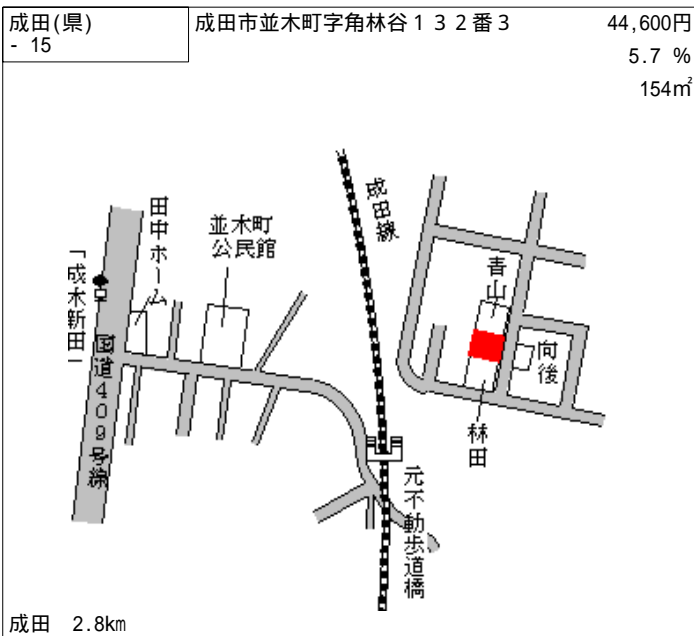 成田(県)
- 15
成田市並木町字角林谷１３２番３
44,600円
5.7 %
154㎡
成田線
田中ホーム
並木町
公民館
「成木新田」
国道４０９号線
青山
向後
林田
元不動歩道橋
成田 2.8km